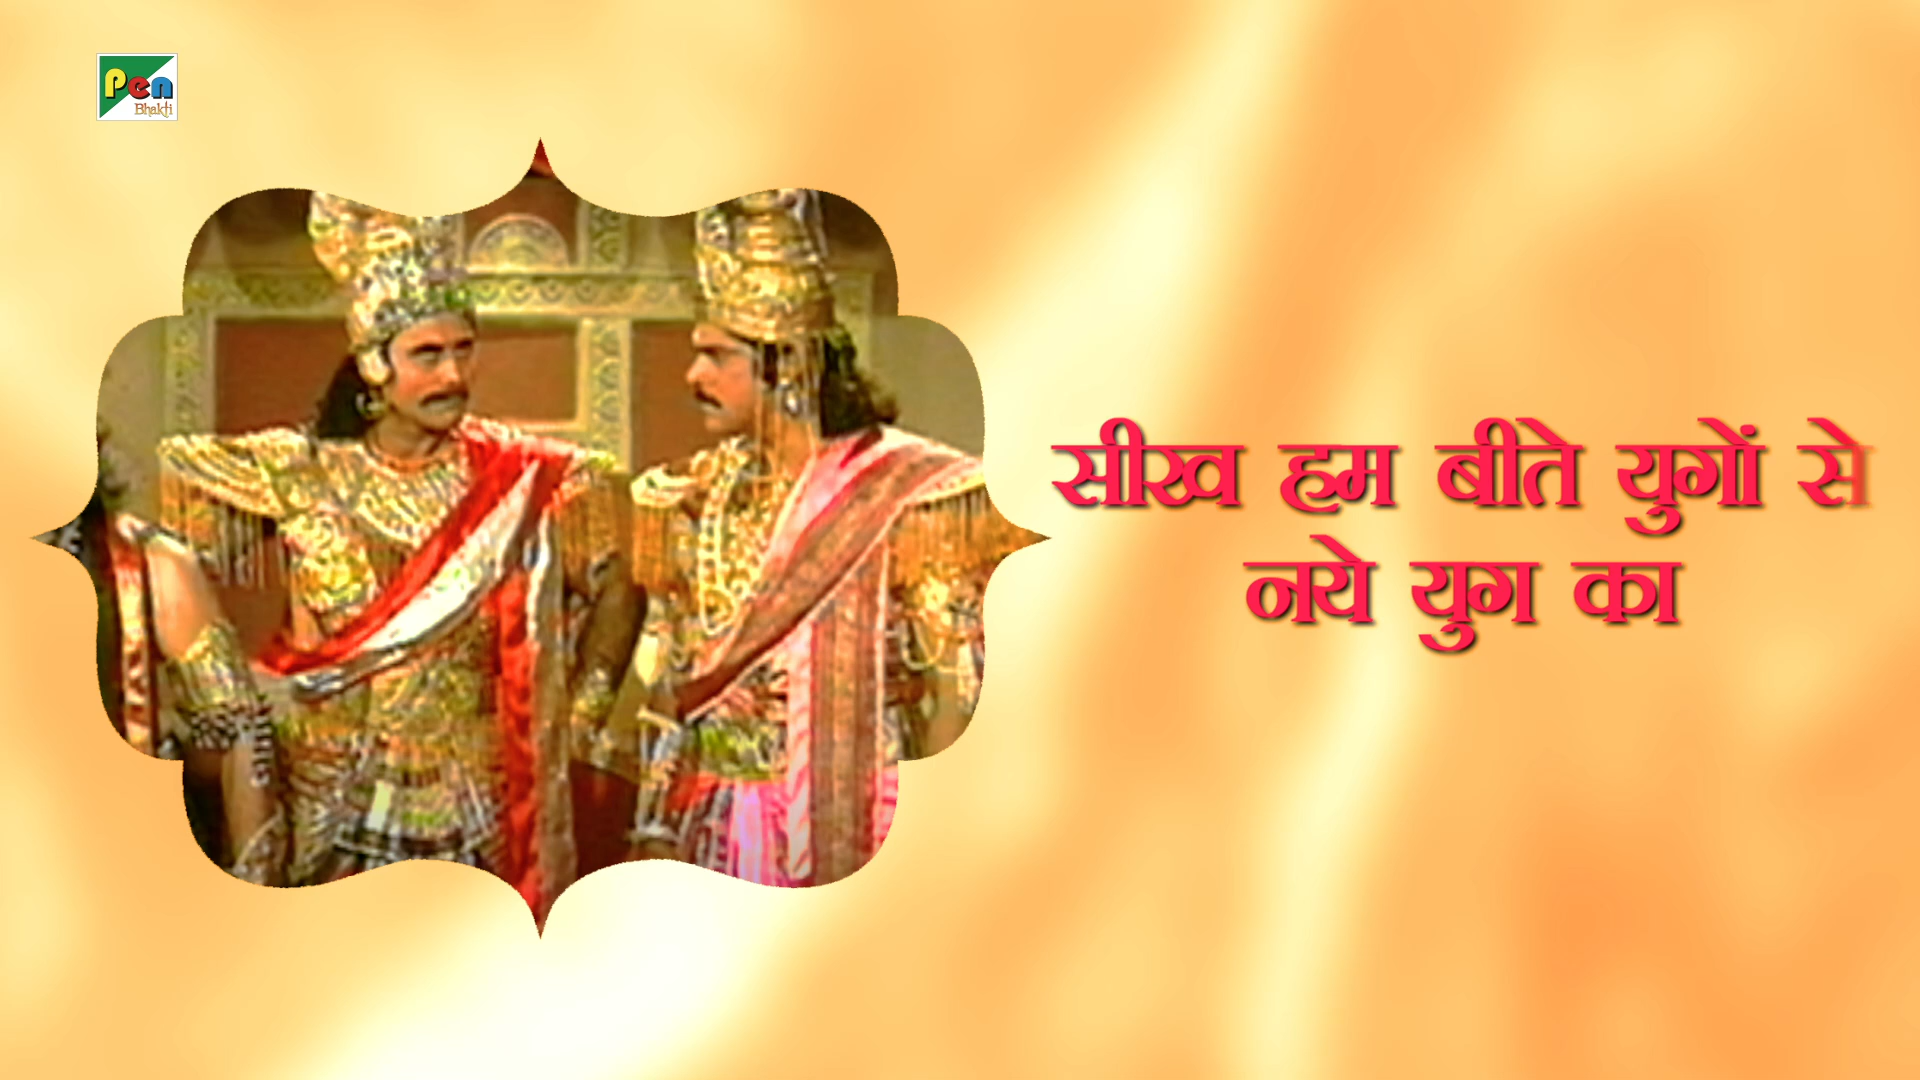 Pen
Bhakti
सीख हम बीते युगों से
नये युग का